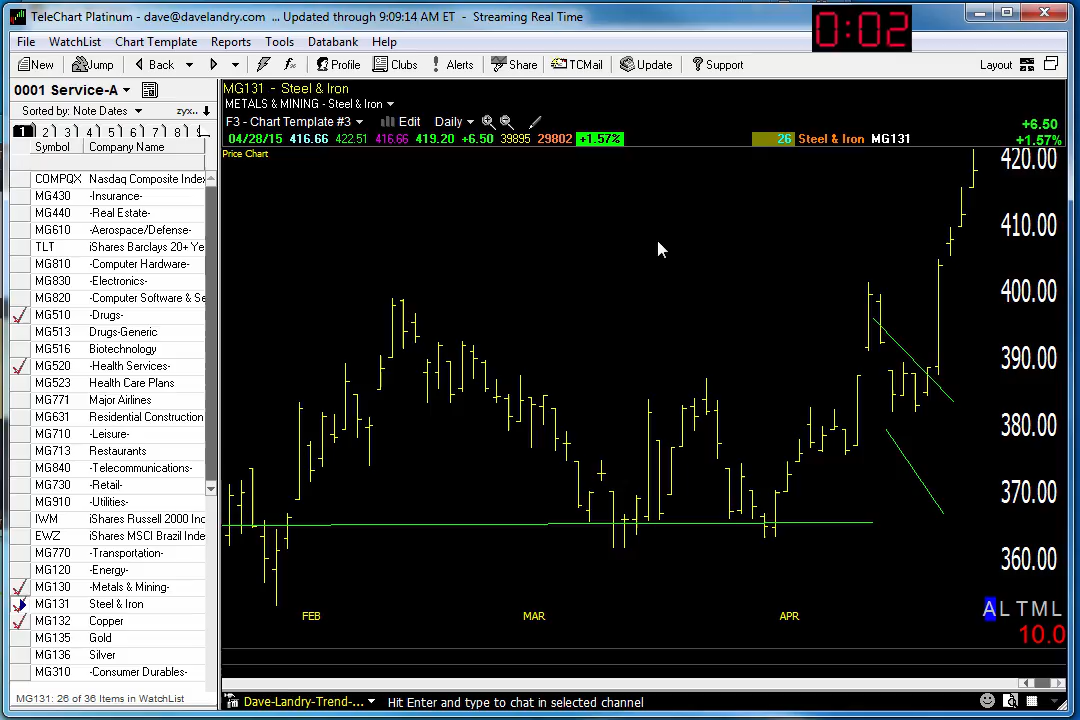 TeleChart Platinum - dave@davelandry.com ... Updated through 9:09:14 AM ET - Streaming Real Time
0:02
File WatchList Chart Template Reports Tools Databank Help
New Jump Back Profile Clubs Alerts Share TCMail Update Support Layout
0001 Service-A
Sorted by: Note Dates zyx..
1 2 3 4 5 6 7 8
Symbol Company Name
COMPQX Nasdaq Composite Index
MG430 -Insurance-
MG440 -Real Estate-
MG610 -Aerospace/Defense-
TLT iShares Barclays 20+ Ye
MG810 -Computer Hardware-
MG830 -Electronics-
MG820 -Computer Software & Se
MG510 -Drugs-
MG513 Drugs-Generic
MG516 Biotechnology
MG520 -Health Services-
MG523 Health Care Plans
MG771 Major Airlines
MG631 Residential Construction
MG710 -Leisure-
MG713 Restaurants
MG840 -Telecommunications-
MG730 -Retail-
MG910 -Utilities-
IWM iShares Russell 2000 Inc
EWZ iShares MSCI Brazil Inde
MG770 -Transportation-
MG120 -Energy-
MG130 -Metals & Mining-
MG131 Steel & Iron
MG132 Copper
MG135 Gold
MG136 Silver
MG310 -Consumer Durables-
MG131: 26 of 36 Items in WatchList
MG131 - Steel & Iron
METALS & MINING - Steel & Iron
F3 - Chart Template #3 Edit Daily
+6.50
04/28/15 416.66 422.51 416.66 419.20 +6.50 39895 29802 +1.57% 26 Steel & Iron MG131
+1.57%
Price Chart
420.00
410.00
400.00
390.00
380.00
370.00
360.00
FEB MAR APR
A L T M L
10.0
Dave-Landry-Trend-... Hit Enter and type to chat in selected channel